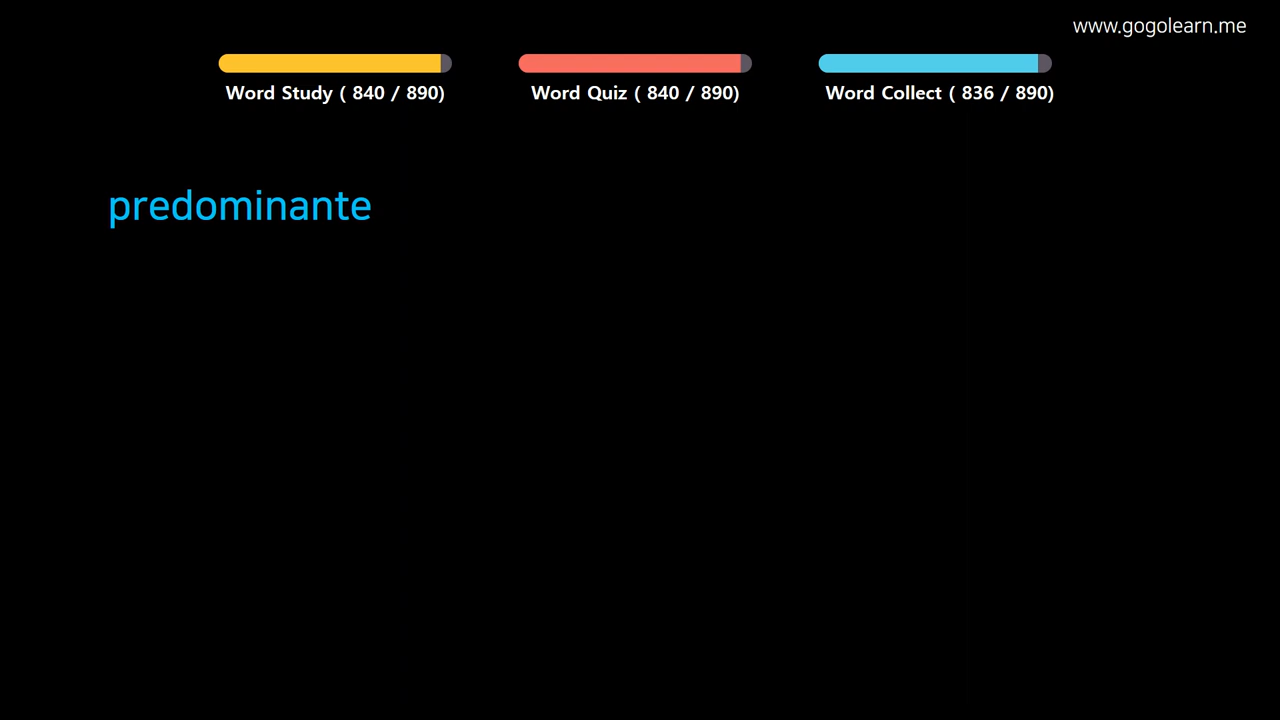 www.gogolearn.me
Word Study ( 840 / 890)
Word Quiz ( 840 / 890)
Word Collect ( 836 / 890)
predominante